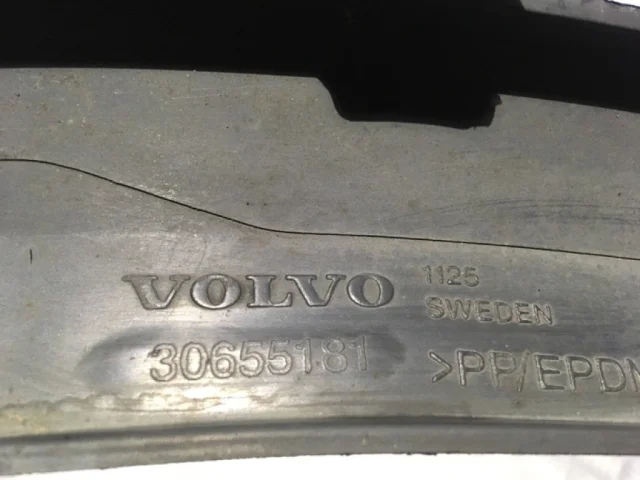 VOLVO
1125
SWEDEN
30655181
>PP/EPDM